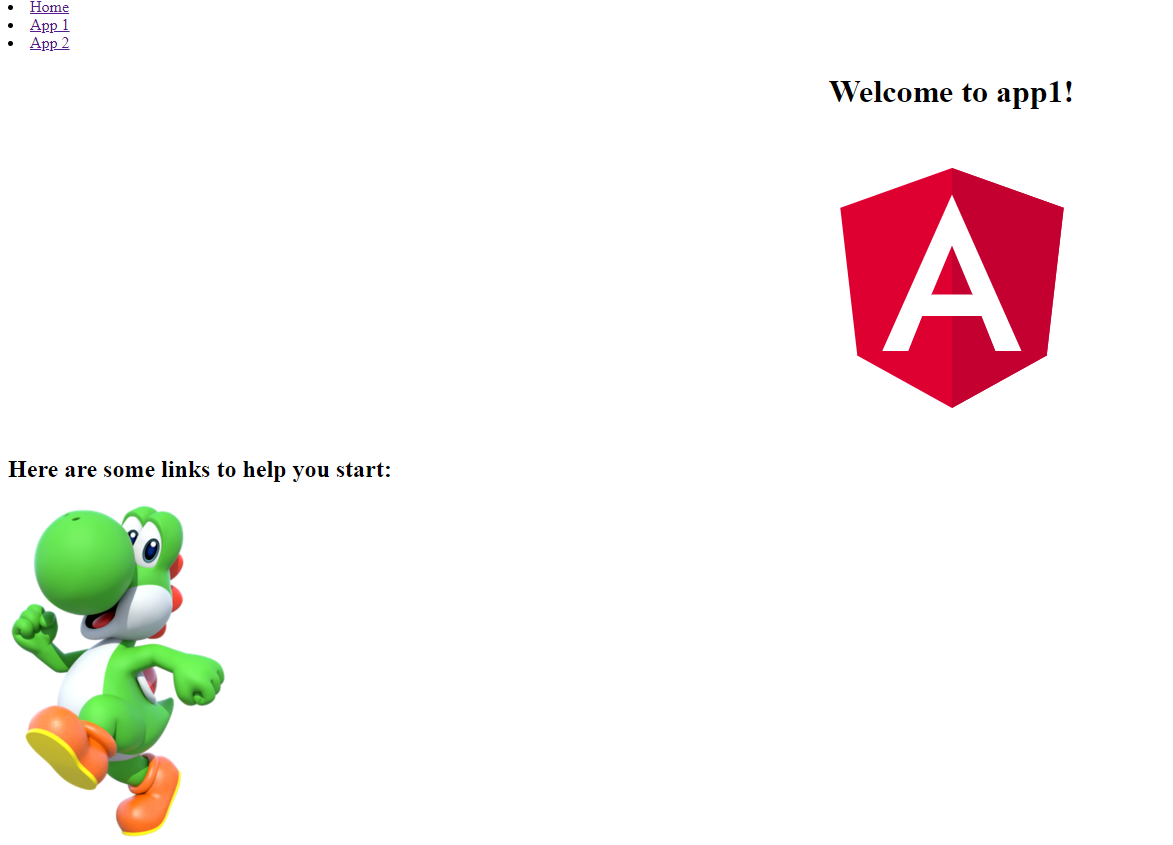 Home
App 1
App 2
Welcome to app1!
A
Here are some links to help you start: